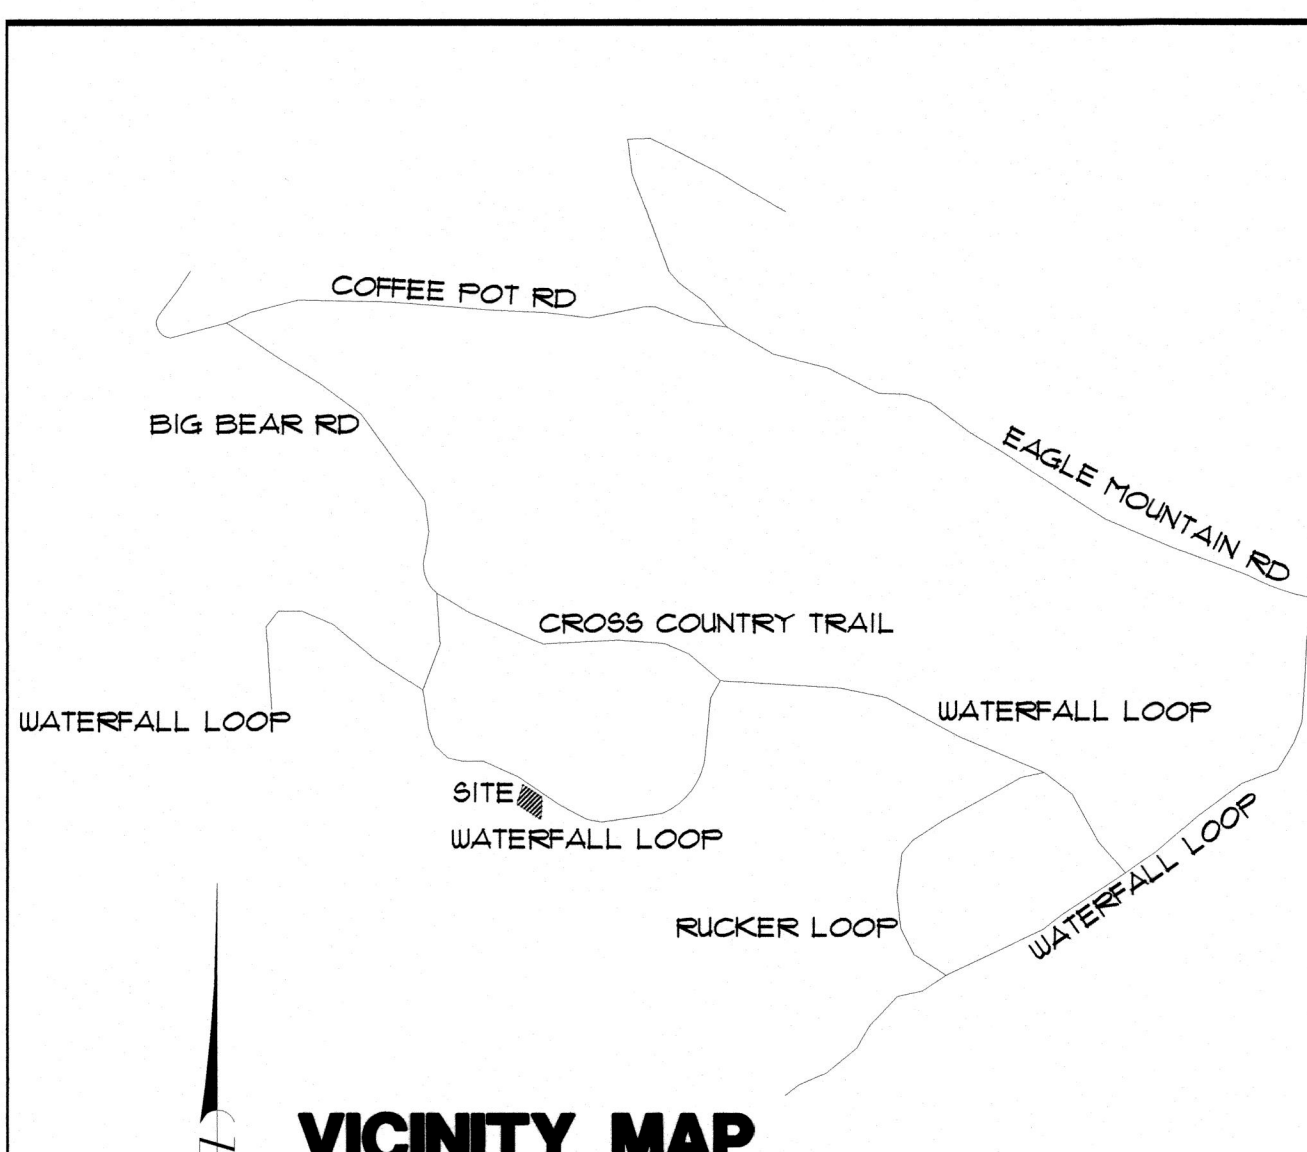 COFFEE POT RD
BIG BEAR RD
EAGLE MOUNTAIN RD
CROSS COUNTRY TRAIL
WATERFALL LOOP
WATERFALL LOOP
SITE
WATERFALL LOOP
WATERFALL LOOP
RUCKER LOOP
VICINITY MAP